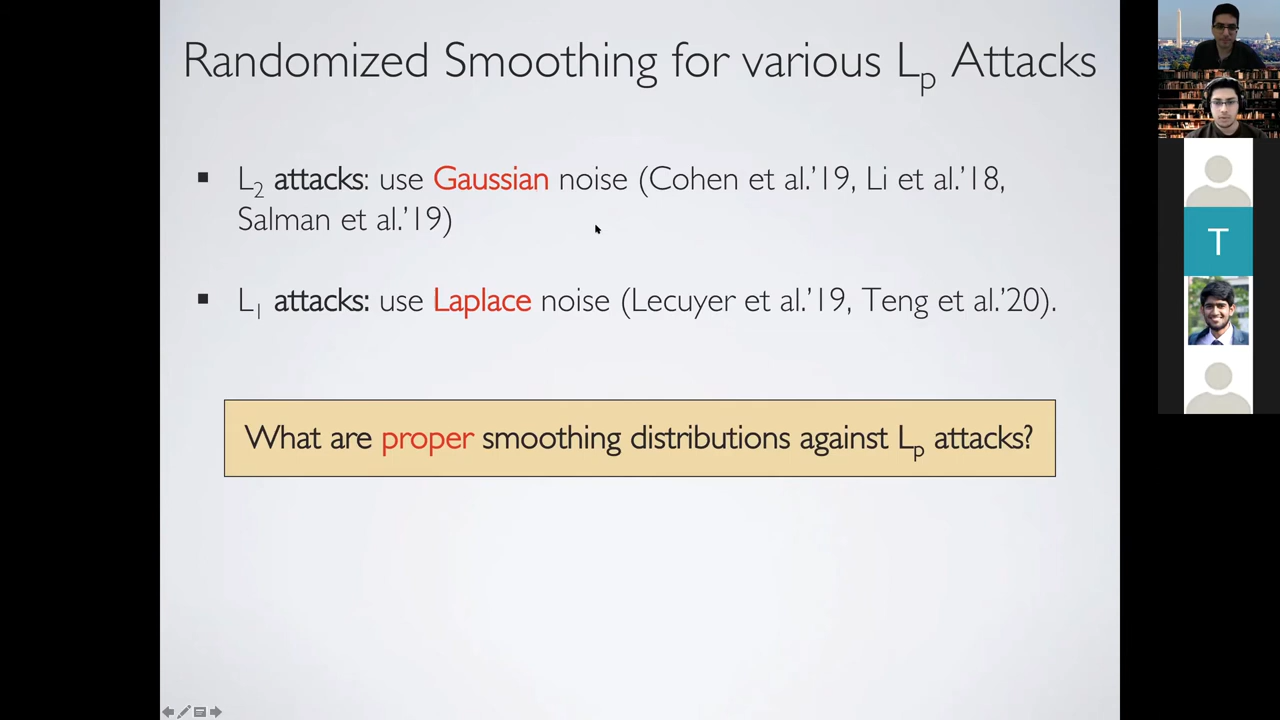 Randomized Smoothing for various Lp Attacks
▪ L2 attacks: use Gaussian noise (Cohen et al.’19, Li et al.’18,
Salman et al.’19)
▪ L1 attacks: use Laplace noise (Lecuyer et al.’19, Teng et al.’20).
What are proper smoothing distributions against Lp attacks?
T